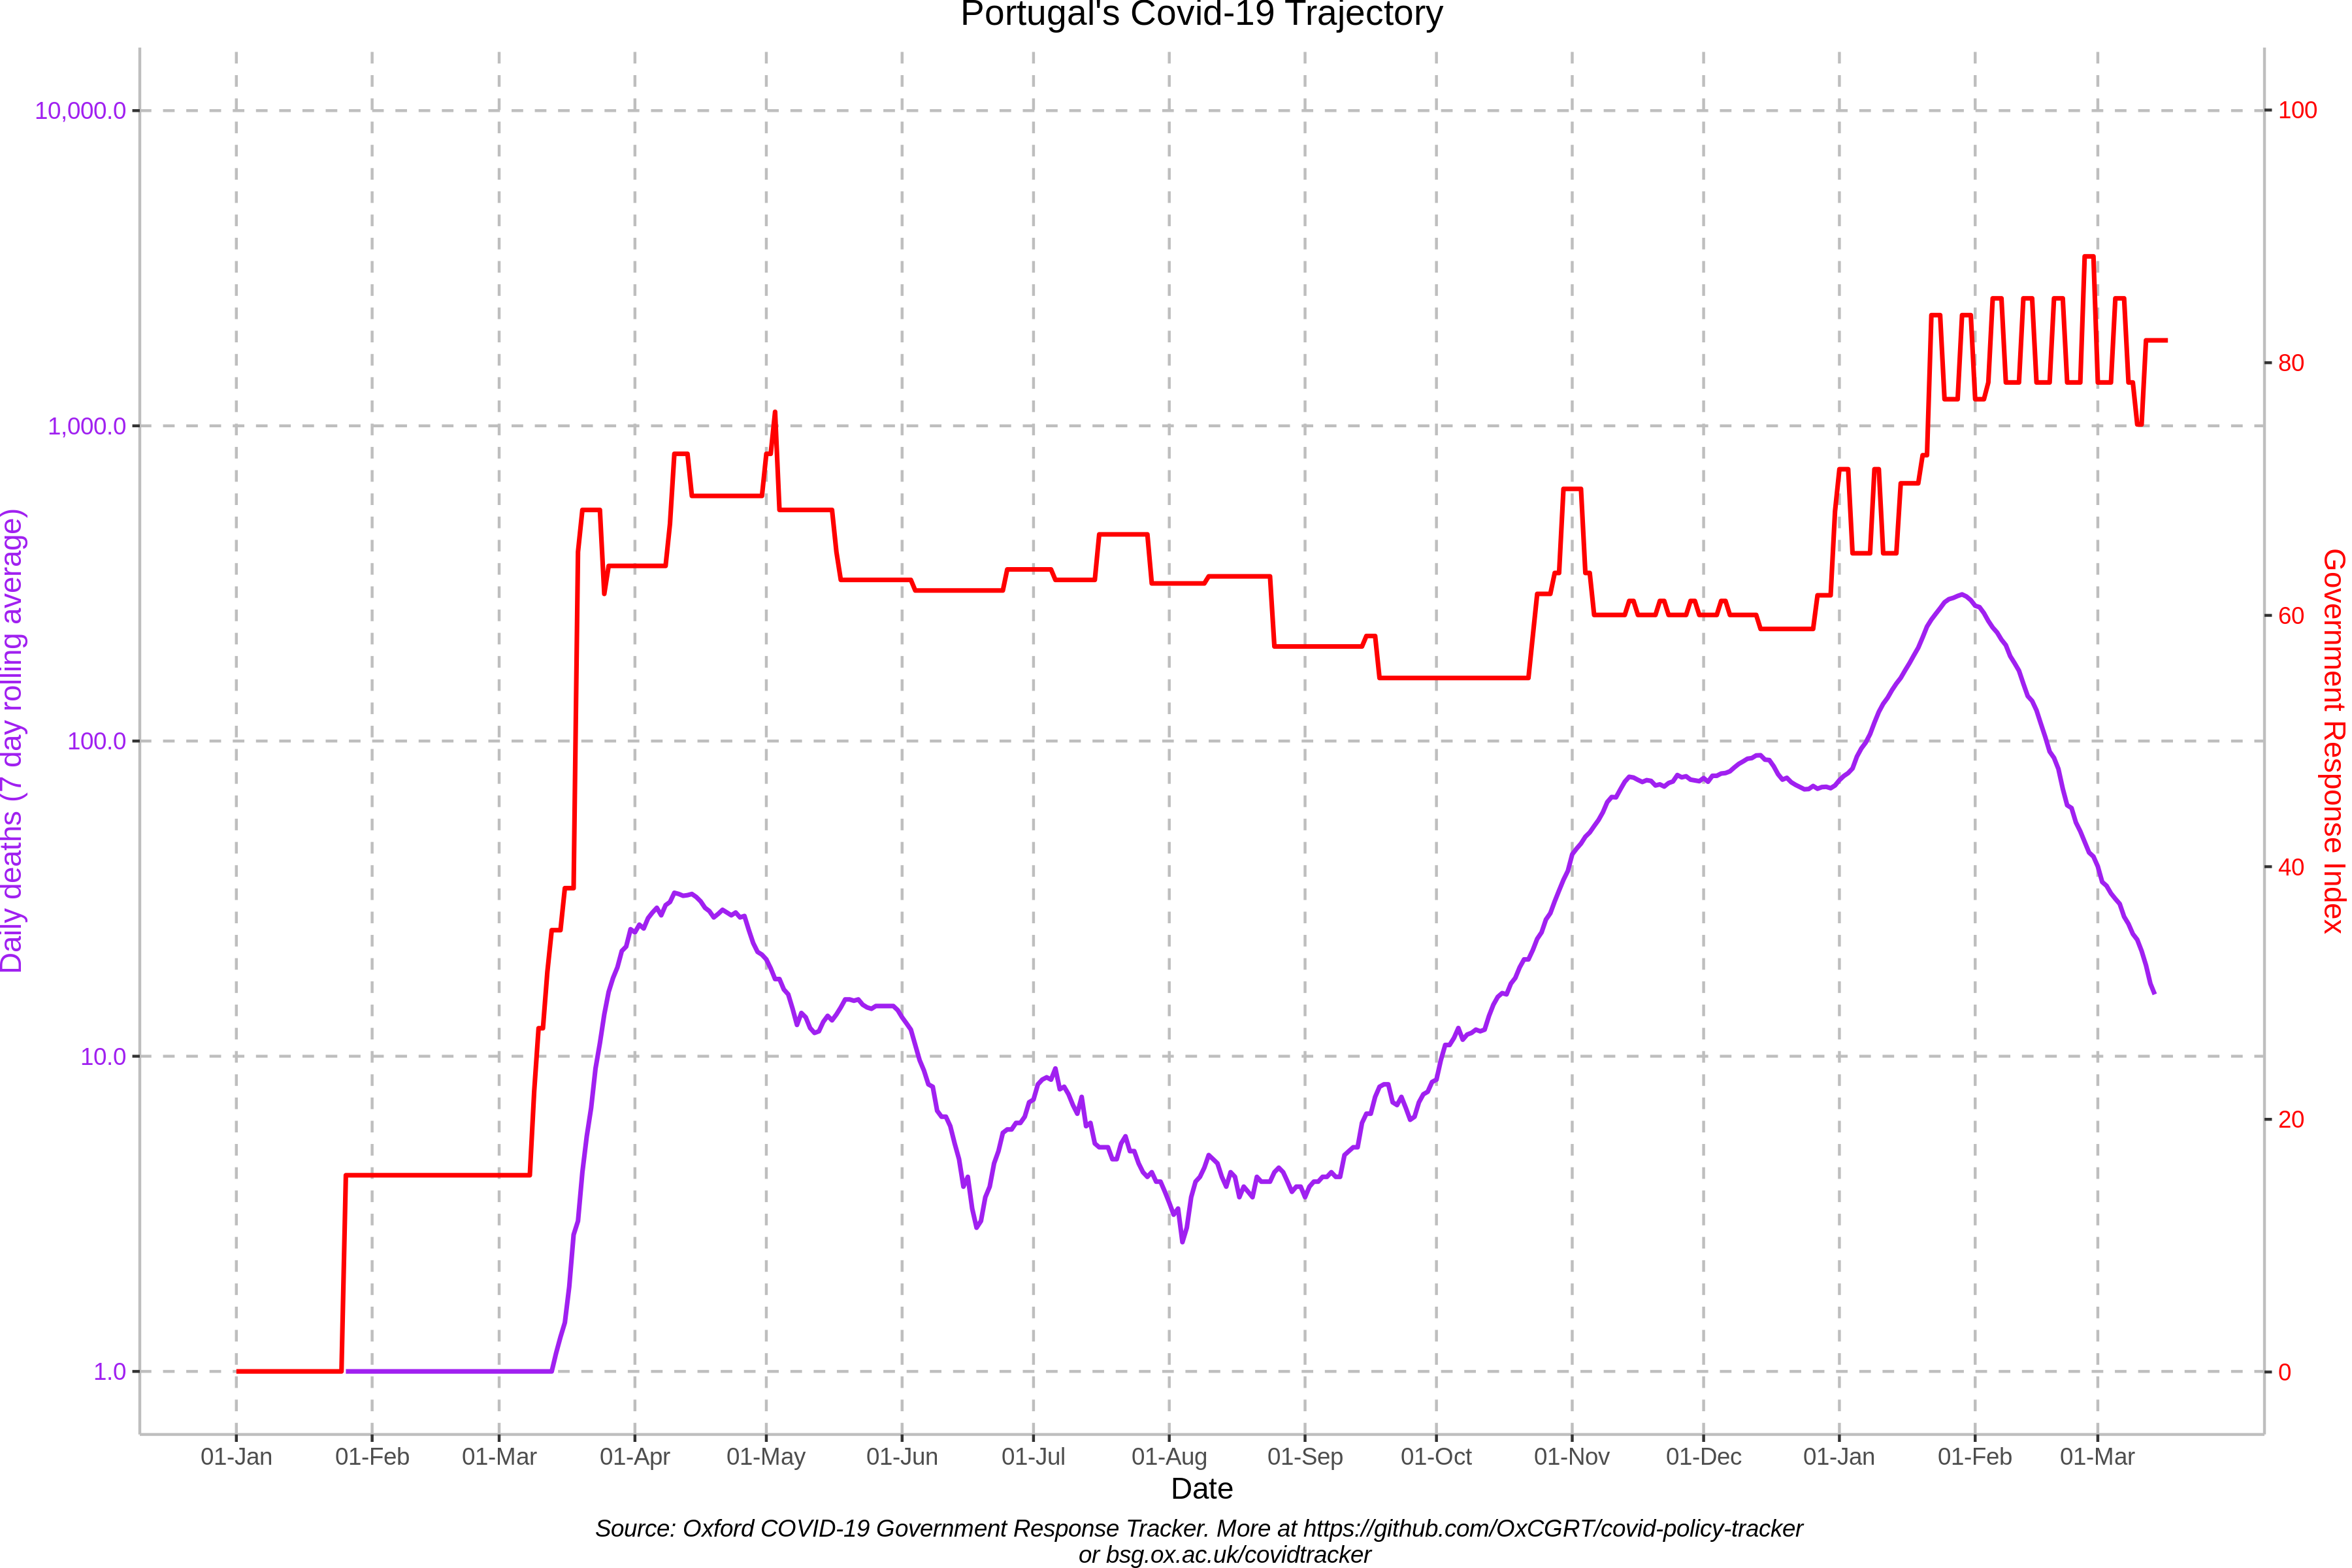 Portugal's Covid-19 Trajectory
10,000.0
1,000.0
100.0
10.0
1.0
Daily deaths (7 day rolling average)
100
80
60
40
20
0
Government Response Index
01-Jan 01-Feb 01-Mar 01-Apr 01-May 01-Jun 01-Jul 01-Aug 01-Sep 01-Oct 01-Nov 01-Dec 01-Jan 01-Feb 01-Mar
Date
Source: Oxford COVID-19 Government Response Tracker. More at https://github.com/OxCGRT/covid-policy-tracker
or bsg.ox.ac.uk/covidtracker